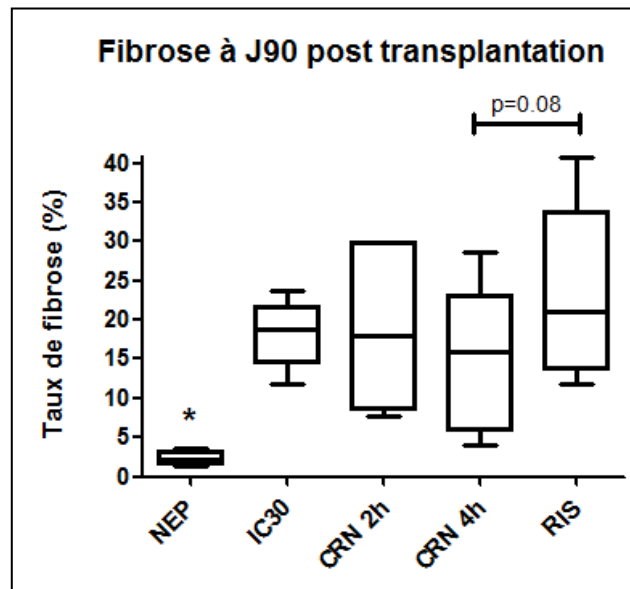 Fibrose à J90 post transplantation
p=0.08
Taux de fibrose (%)
40
35
30
25
20
15
10
5
0
*
NEP
IC30
CRN 2h
CRN 4h
RIS